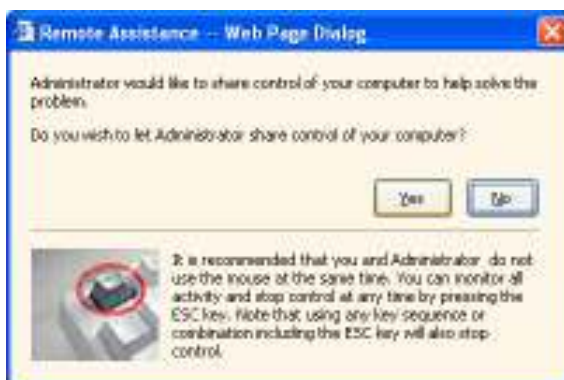 Remote Assistance -- Web Page Dialog
Administrator would like to share control of your computer to help solve the
problem.
Do you wish to let Administrator share control of your computer?
Yes No
It is recommended that you and Administrator do not
use the mouse at the same time. You can monitor all
activity and stop control at any time by pressing the
ESC key. Note that using any key sequence or
combination including the ESC key will also stop
control.